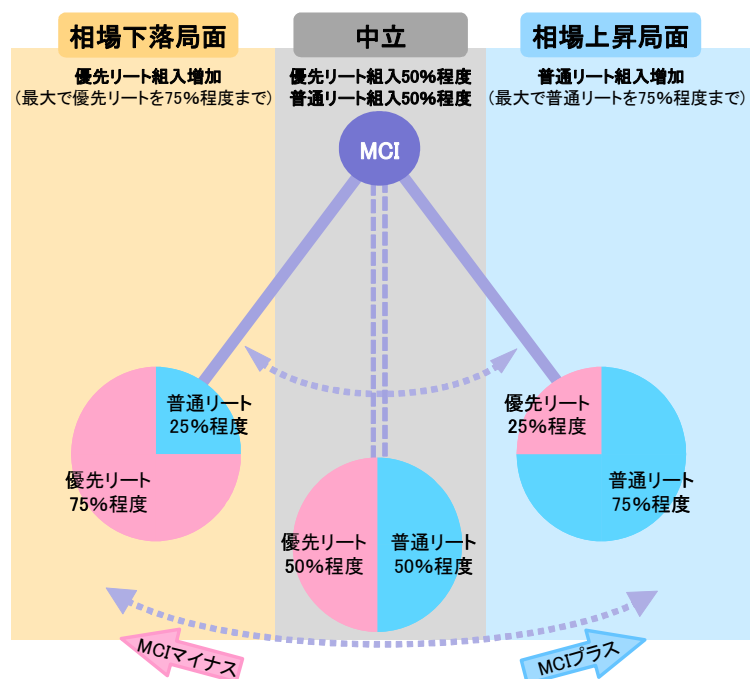 相場下落局面
中立
相場上昇局面
優先リート組入増加
(最大で優先リートを75%程度まで)
優先リート組入50%程度
普通リート組入50%程度
普通リート組入増加
(最大で普通リートを75%程度まで)
MCI
普通リート
25%程度
優先リート
75%程度
優先リート
50%程度
普通リート
50%程度
優先リート
25%程度
普通リート
75%程度
MCIマイナス
MCIプラス